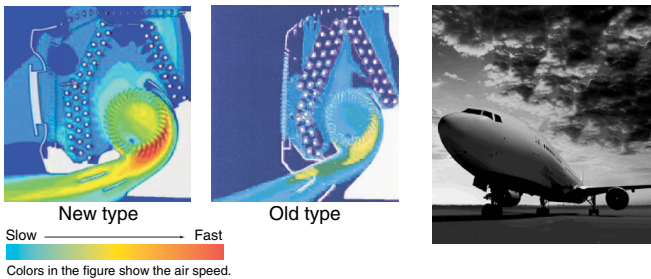 New type
Old type
Slow Fast
Colors in the figure show the air speed.